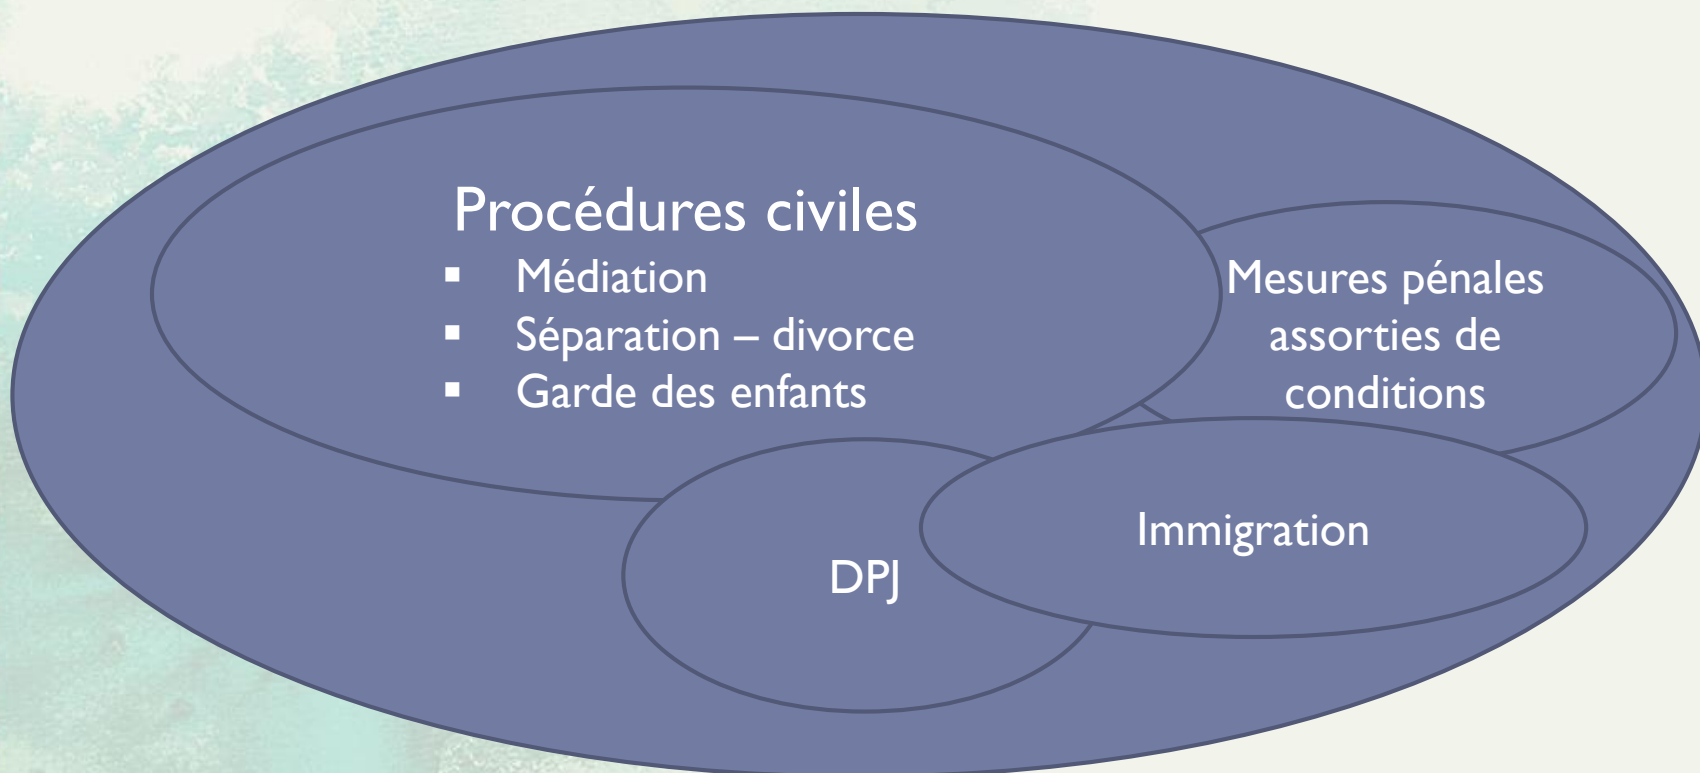 Procédures civiles
▪ Médiation
▪ Séparation – divorce
▪ Garde des enfants
Mesures pénales
assorties de
conditions
Immigration
DPJ